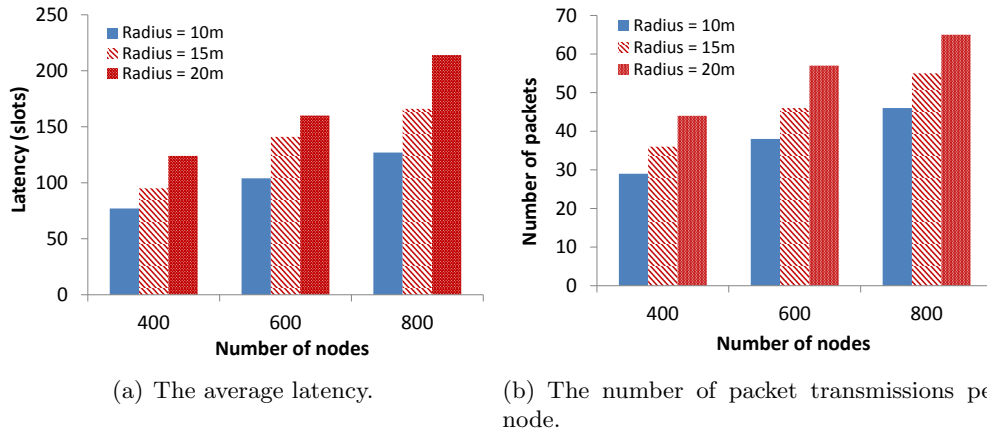 Radius = 10m
Radius = 15m
Radius = 20m
Latency (slots)
250
200
150
100
50
0
400 600 800
Number of nodes
(a) The average latency.
Radius = 10m
Radius = 15m
Radius = 20m
Number of packets
70
60
50
40
30
20
10
0
400 600 800
Number of nodes
(b) The number of packet transmissions pe
node.